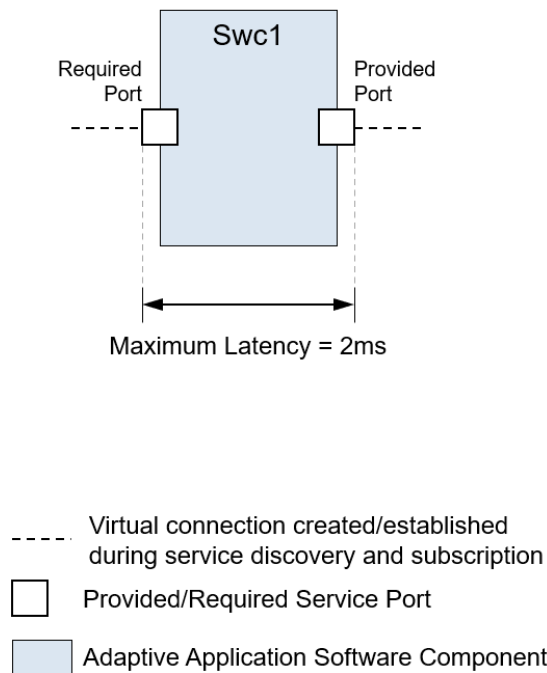 Swc1
Required
Port
Provided
Port
Maximum Latency = 2ms
Virtual connection created/established
during service discovery and subscription
Provided/Required Service Port
Adaptive Application Software Component